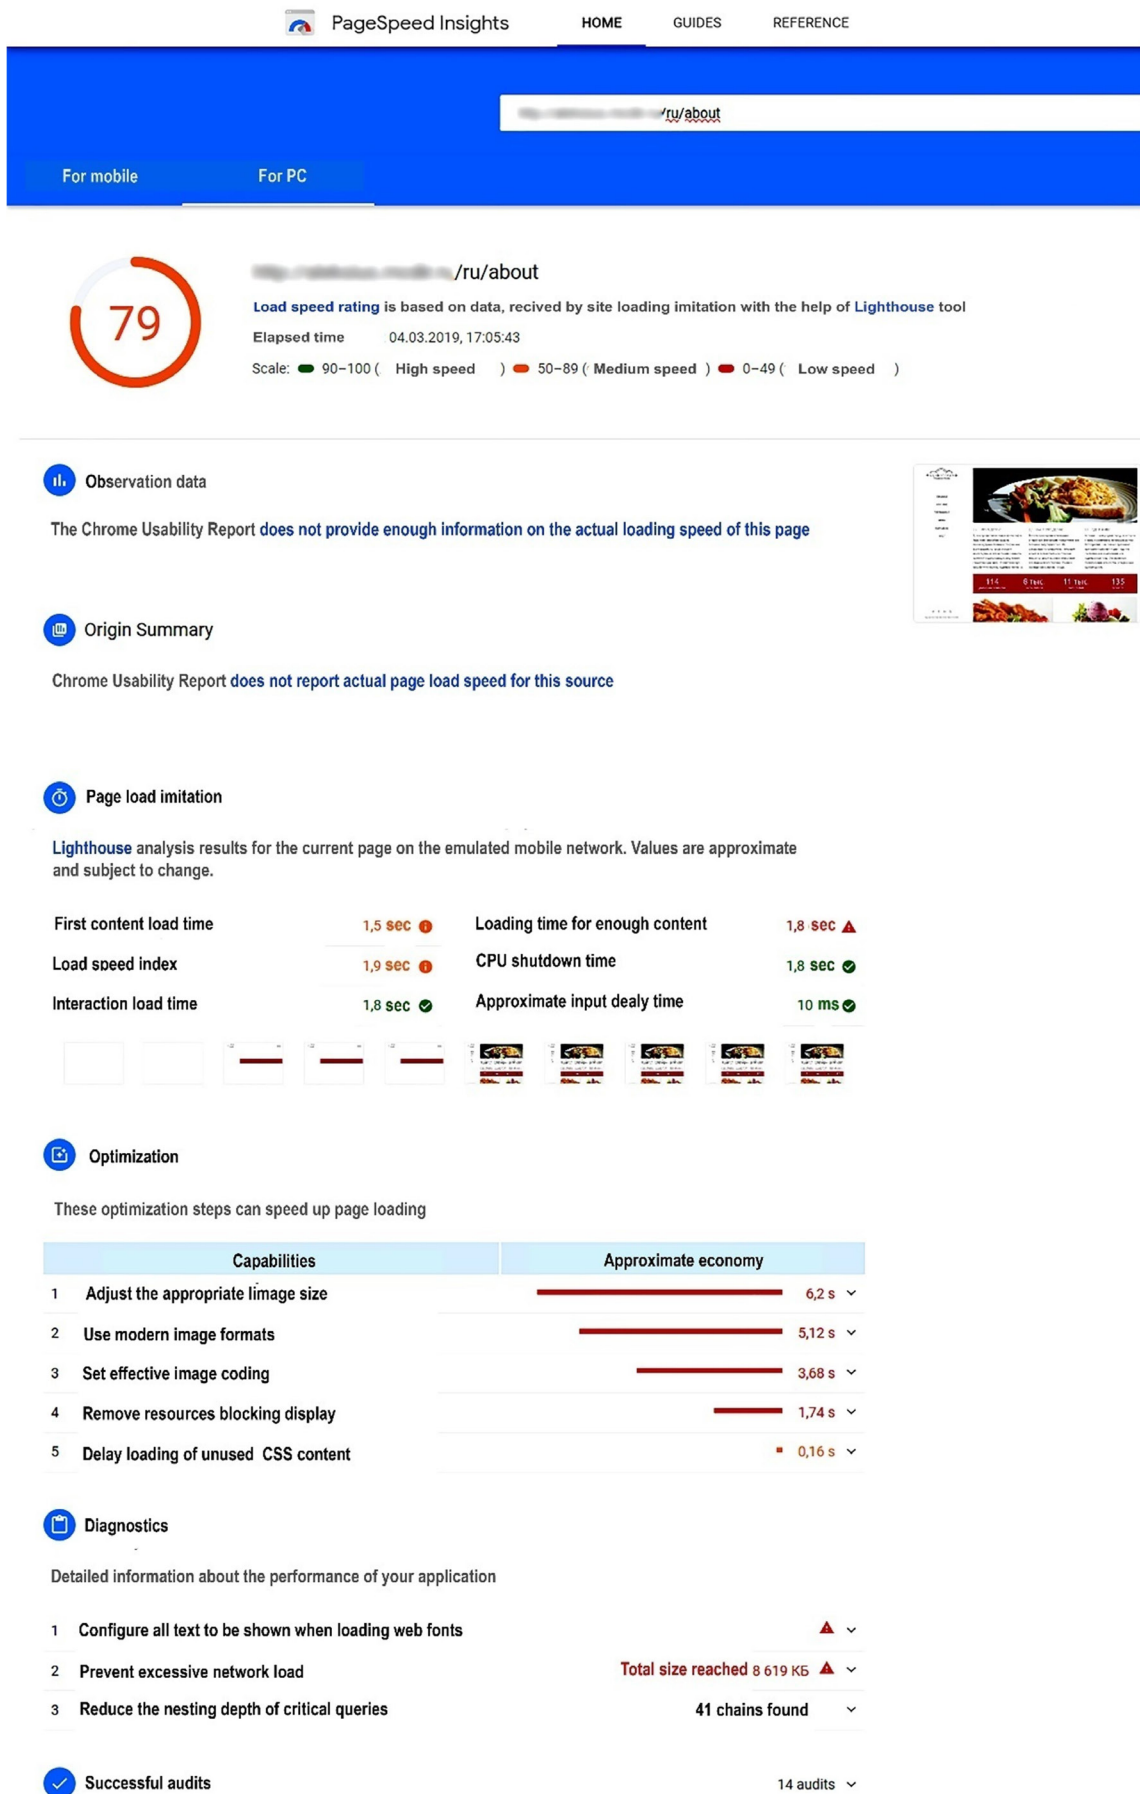 PageSpeed Insights HOME GUIDES REFERENCE
/ru/about
For mobile For PC
79
/ru/about
Load speed rating is based on data, recived by site loading imitation with the help of Lighthouse tool
Elapsed time 04.03.2019, 17:05:43
Scale: 90–100 ( High speed ) 50–89 ( Medium speed ) 0–49 ( Low speed )
Observation data
The Chrome Usability Report does not provide enough information on the actual loading speed of this page
114 6 тыс. 11 тыс. 135
Origin Summary
Chrome Usability Report does not report actual page load speed for this source
Page load imitation
Lighthouse analysis results for the current page on the emulated mobile network. Values are approximate
and subject to change.
First content load time 1,5 sec Loading time for enough content 1,8 sec
Load speed index 1,9 sec CPU shutdown time 1,8 sec
Interaction load time 1,8 sec Approximate input dealy time 10 ms
Optimization
These optimization steps can speed up page loading
Capabilities Approximate economy
1 Adjust the appropriate limage size 6,2 s
2 Use modern image formats 5,12 s
3 Set effective image coding 3,68 s
4 Remove resources blocking display 1,74 s
5 Delay loading of unused CSS content 0,16 s
Diagnostics
Detailed information about the performance of your application
1 Configure all text to be shown when loading web fonts
2 Prevent excessive network load Total size reached 8 619 КБ
3 Reduce the nesting depth of critical queries 41 chains found
Successful audits 14 audits